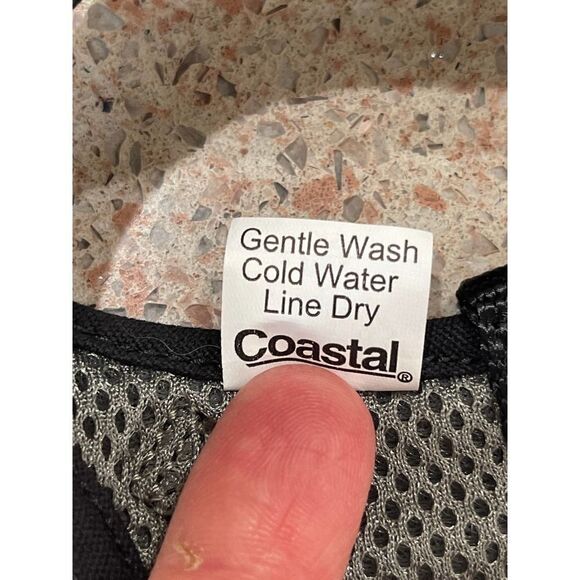 Gentle Wash
Cold Water
Line Dry
Coastal®